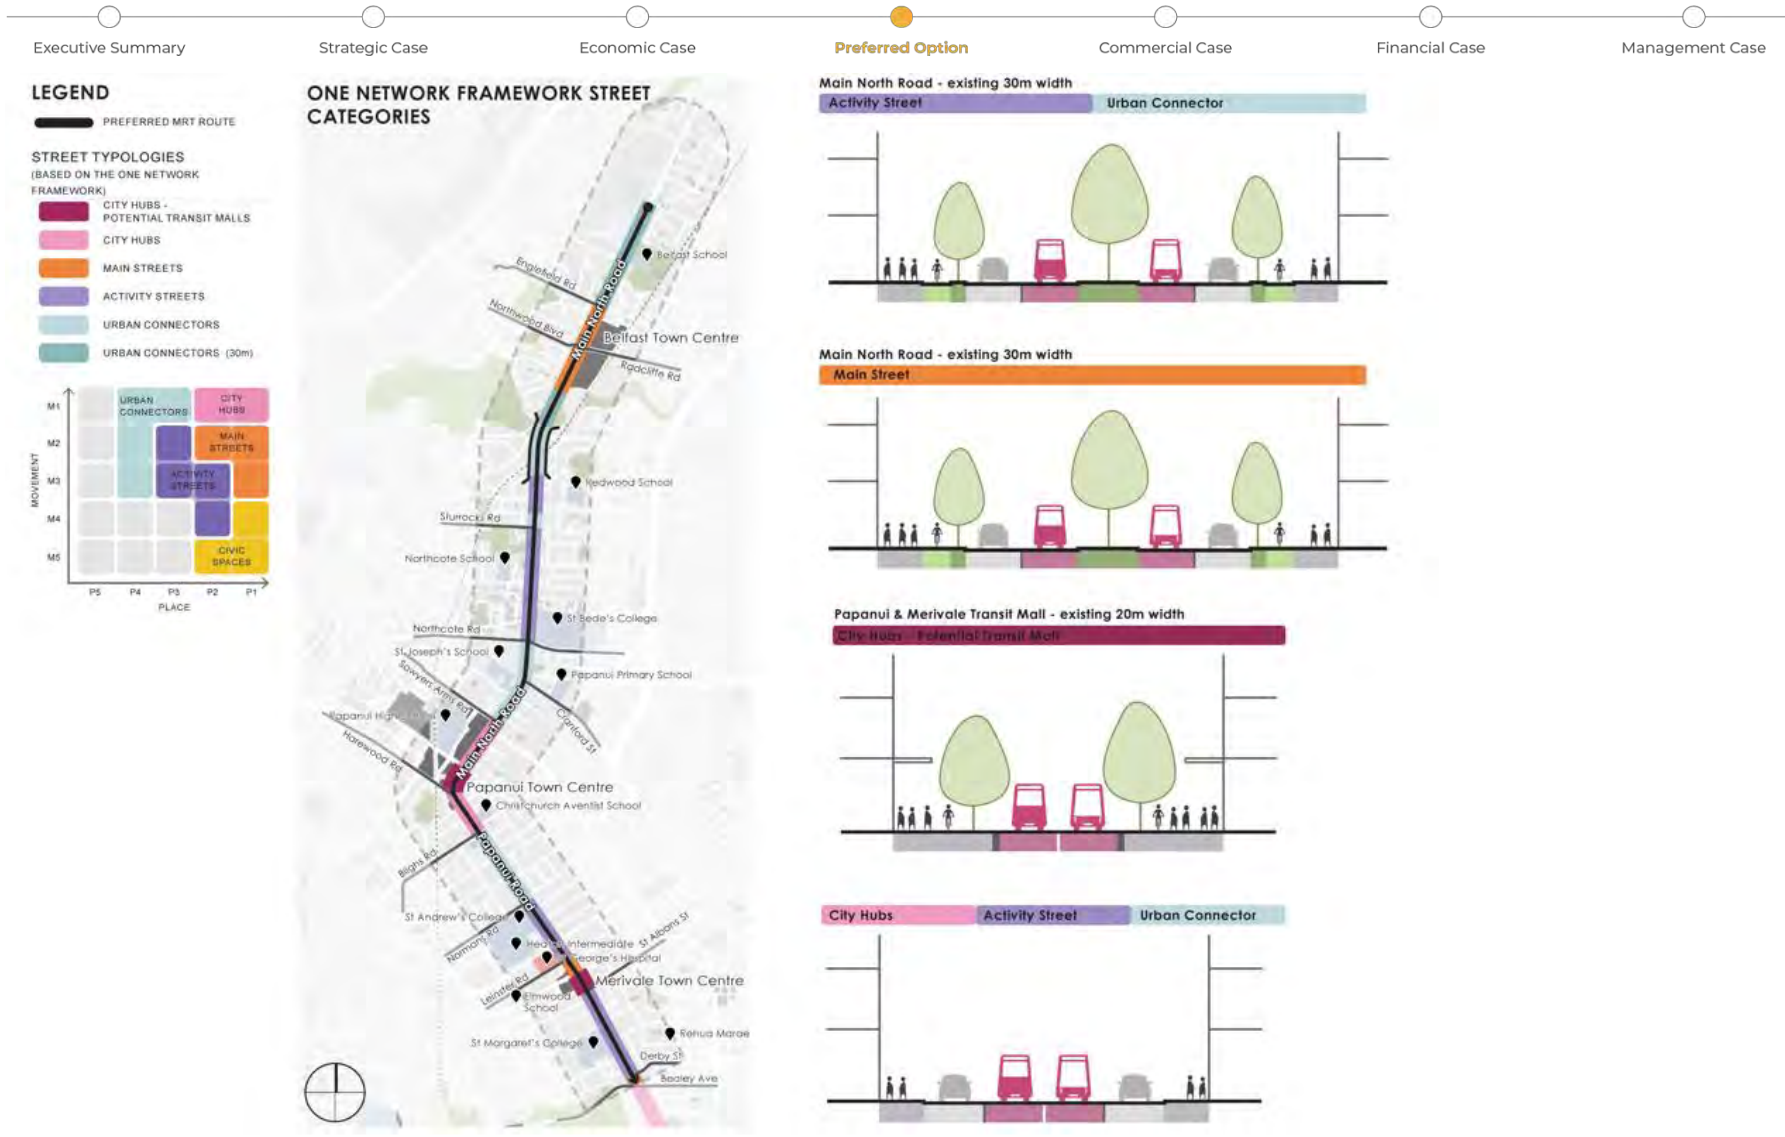 Executive Summary
Strategic Case
Economic Case
Preferred Option
Commercial Case
Financial Case
Management Case
LEGEND
PREFERRED MRT ROUTE
STREET TYPOLOGIES
(BASED ON THE ONE NETWORK
FRAMEWORK)
CITY HUBS -
POTENTIAL TRANSIT MALLS
CITY HUBS
MAIN STREETS
ACTIVITY STREETS
URBAN CONNECTORS
URBAN CONNECTORS (30m)
MOVEMENT
M1
M2
M3
M4
M5
URBAN
CONNECTORS
CITY
HUBS
MAIN
STREETS
ACTIVITY
STREETS
CIVIC
SPACES
P5
P4
P3
P2
P1
PLACE
ONE NETWORK FRAMEWORK STREET
CATEGORIES
Belfast School
Englefield Rd
Main North Road
Northwood Blvd
Belfast Town Centre
Radcliffe Rd
Redwood School
Sturrocks Rd
Northcote School
St Bede's College
Northcote Rd
St Joseph's School
Sawyers Arms Rd
Papanui Primary School
Cranford St
Papanui High
Main North Road
Harewood Rd
Papanui Town Centre
Christchurch Aventist School
Papanui Road
Blighs Rd
St Andrew's College
Normans Rd
Intermediate
St Albans St
George's Hospital
Merivale Town Centre
Leinster Rd
Elmwood
School
Rehua Marae
St Margaret's College
Derby St
Bealey Ave
Main North Road - existing 30m width
Activity Street
Urban Connector
Main North Road - existing 30m width
Main Street
Papanui & Merivale Transit Mall - existing 20m width
City Hubs - Potential Transit Mall
City Hubs
Activity Street
Urban Connector